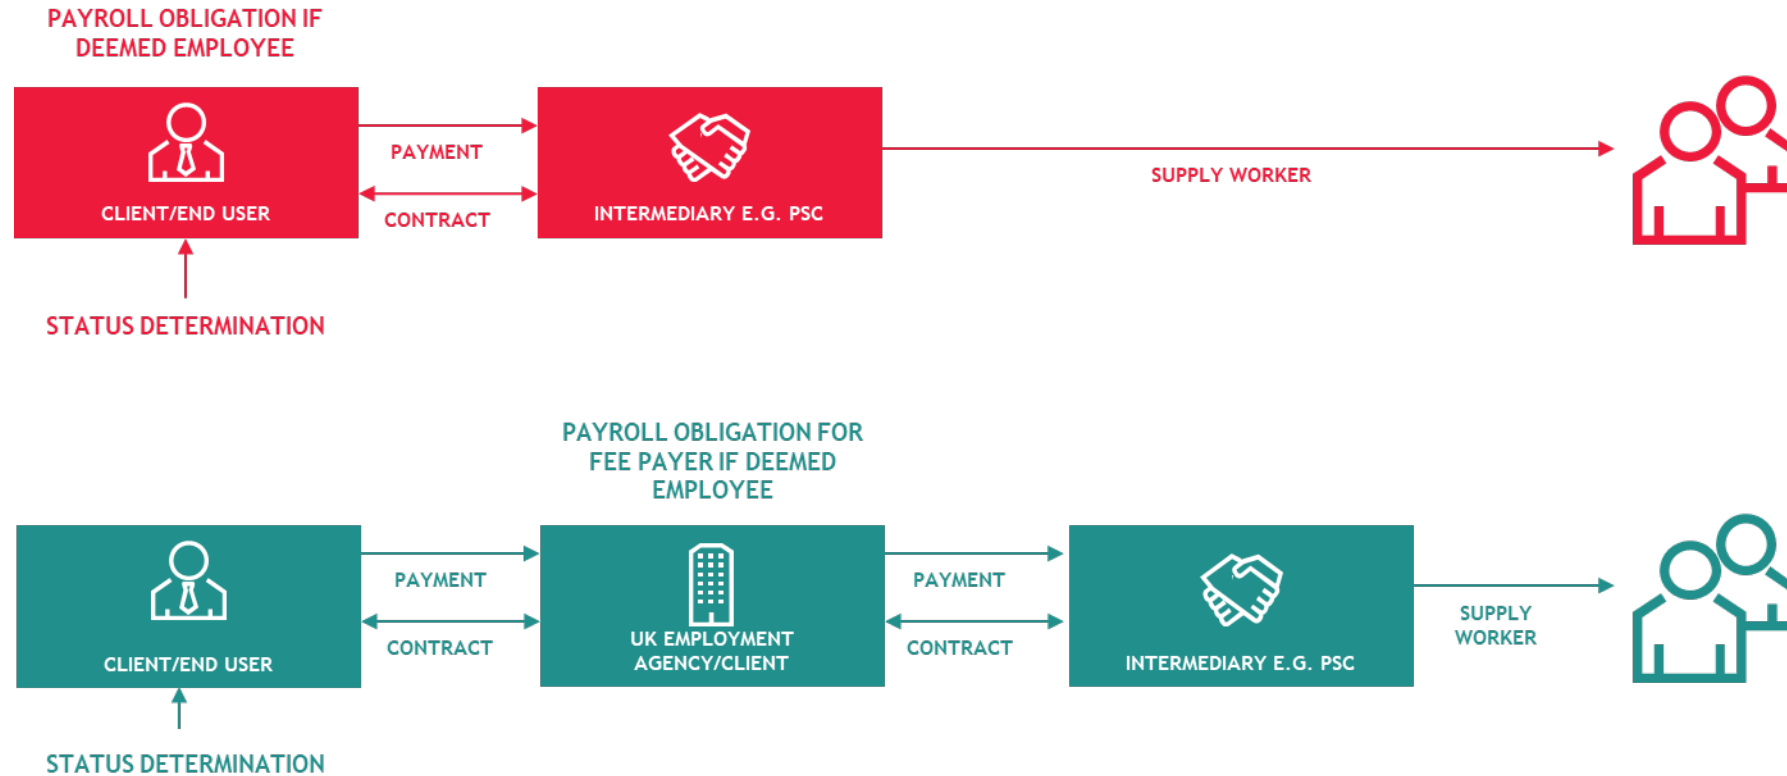 PAYROLL OBLIGATION IF
DEEMED EMPLOYEE
PAYMENT
CONTRACT
CLIENT/END USER
INTERMEDIARY E.G. PSC
SUPPLY WORKER
STATUS DETERMINATION
PAYROLL OBLIGATION FOR
FEE PAYER IF DEEMED
EMPLOYEE
PAYMENT
CONTRACT
CLIENT/END USER
UK EMPLOYMENT
AGENCY/CLIENT
PAYMENT
CONTRACT
INTERMEDIARY E.G. PSC
SUPPLY
WORKER
STATUS DETERMINATION